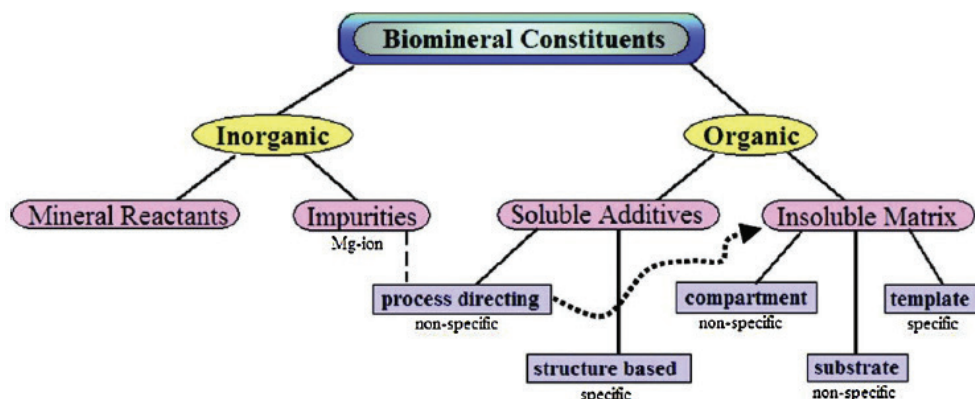 Biomineral Constituents
Inorganic
Organic
Mineral Reactants
Impurities
Mg-ion
Soluble Additives
Insoluble Matrix
process directing
non-specific
compartment
non-specific
template
specific
structure based
specific
substrate
non-specific